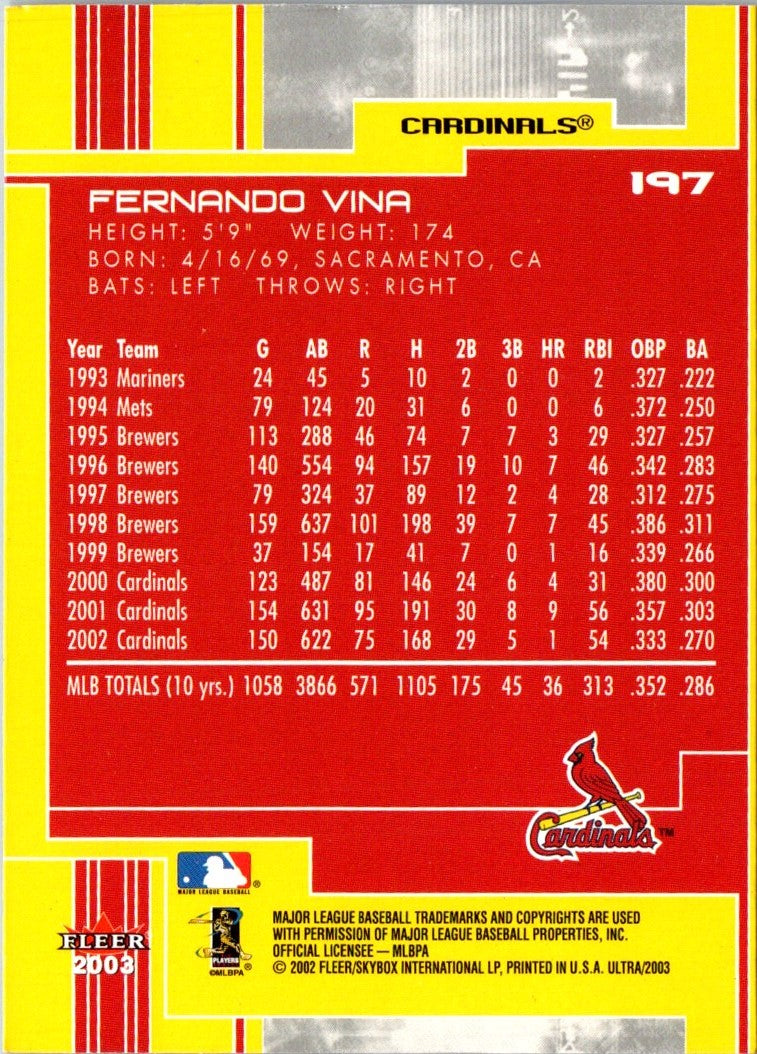 CARDINALS®
197
FERNANDO VINA
HEIGHT: 5'9" WEIGHT: 174
BORN: 4/16/69, SACRAMENTO, CA
BATS: LEFT THROWS: RIGHT
Year Team G AB R H 2B 3B HR RBI OBP BA
1993 Mariners 24 45 5 10 2 0 0 2 .327 .222
1994 Mets 79 124 20 31 6 0 0 6 .372 .250
1995 Brewers 113 288 46 74 7 7 3 29 .327 .257
1996 Brewers 140 554 94 157 19 10 7 46 .342 .283
1997 Brewers 79 324 37 89 12 2 4 28 .312 .275
1998 Brewers 159 637 101 198 39 7 7 45 .386 .311
1999 Brewers 37 154 17 41 7 0 1 16 .339 .266
2000 Cardinals 123 487 81 146 24 6 4 31 .380 .300
2001 Cardinals 154 631 95 191 30 8 9 56 .357 .303
2002 Cardinals 150 622 75 168 29 5 1 54 .333 .270
MLB TOTALS (10 yrs.) 1058 3866 571 1105 175 45 36 313 .352 .286
Cardinals™
MAJOR LEAGUE BASEBALL®
FLEER
2003
PLAYERS
©MLBPA®
MAJOR LEAGUE BASEBALL TRADEMARKS AND COPYRIGHTS ARE USED
WITH PERMISSION OF MAJOR LEAGUE BASEBALL PROPERTIES, INC.
OFFICIAL LICENSEE — MLBPA
© 2002 FLEER/SKYBOX INTERNATIONAL LP, PRINTED IN U.S.A. ULTRA/2003